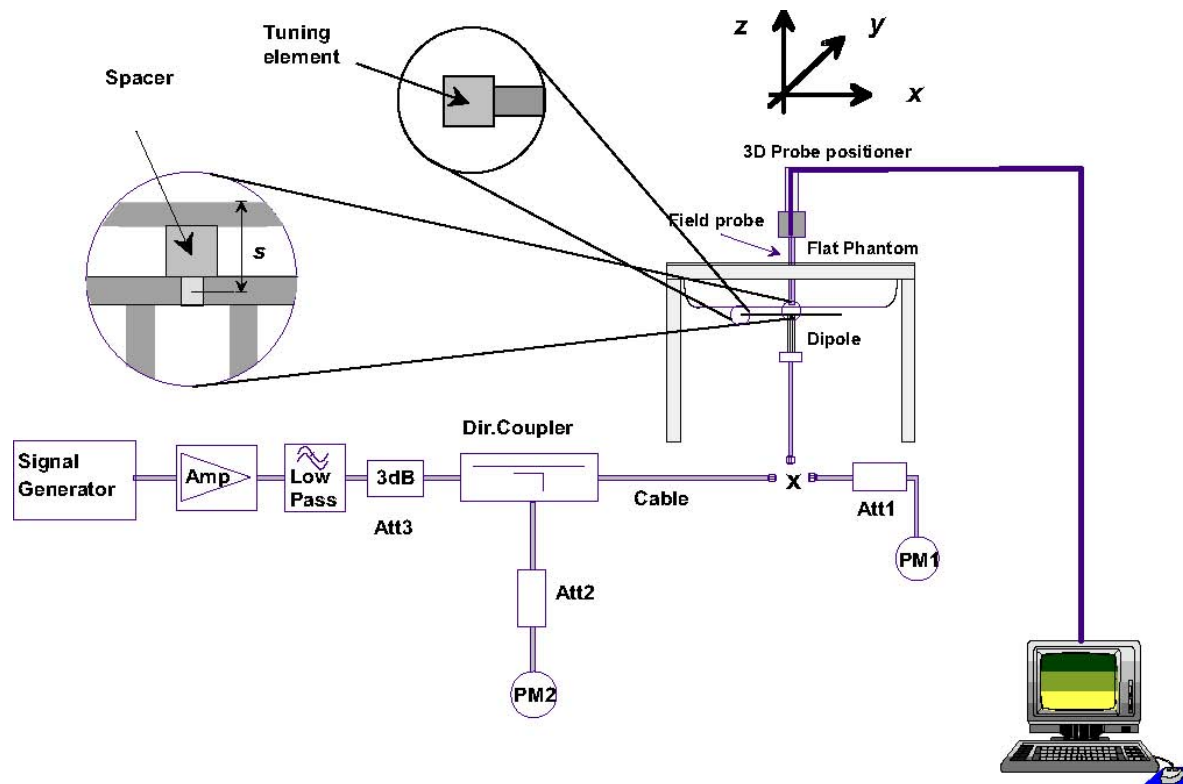 Tuning
element
z
y
x
Spacer
3D Probe positioner
Field probe
Flat Phantom
s
Dipole
Dir.Coupler
Signal
Generator
Amp
Low
Pass
3dB
Cable
x
Att1
Att3
PM1
Att2
PM2